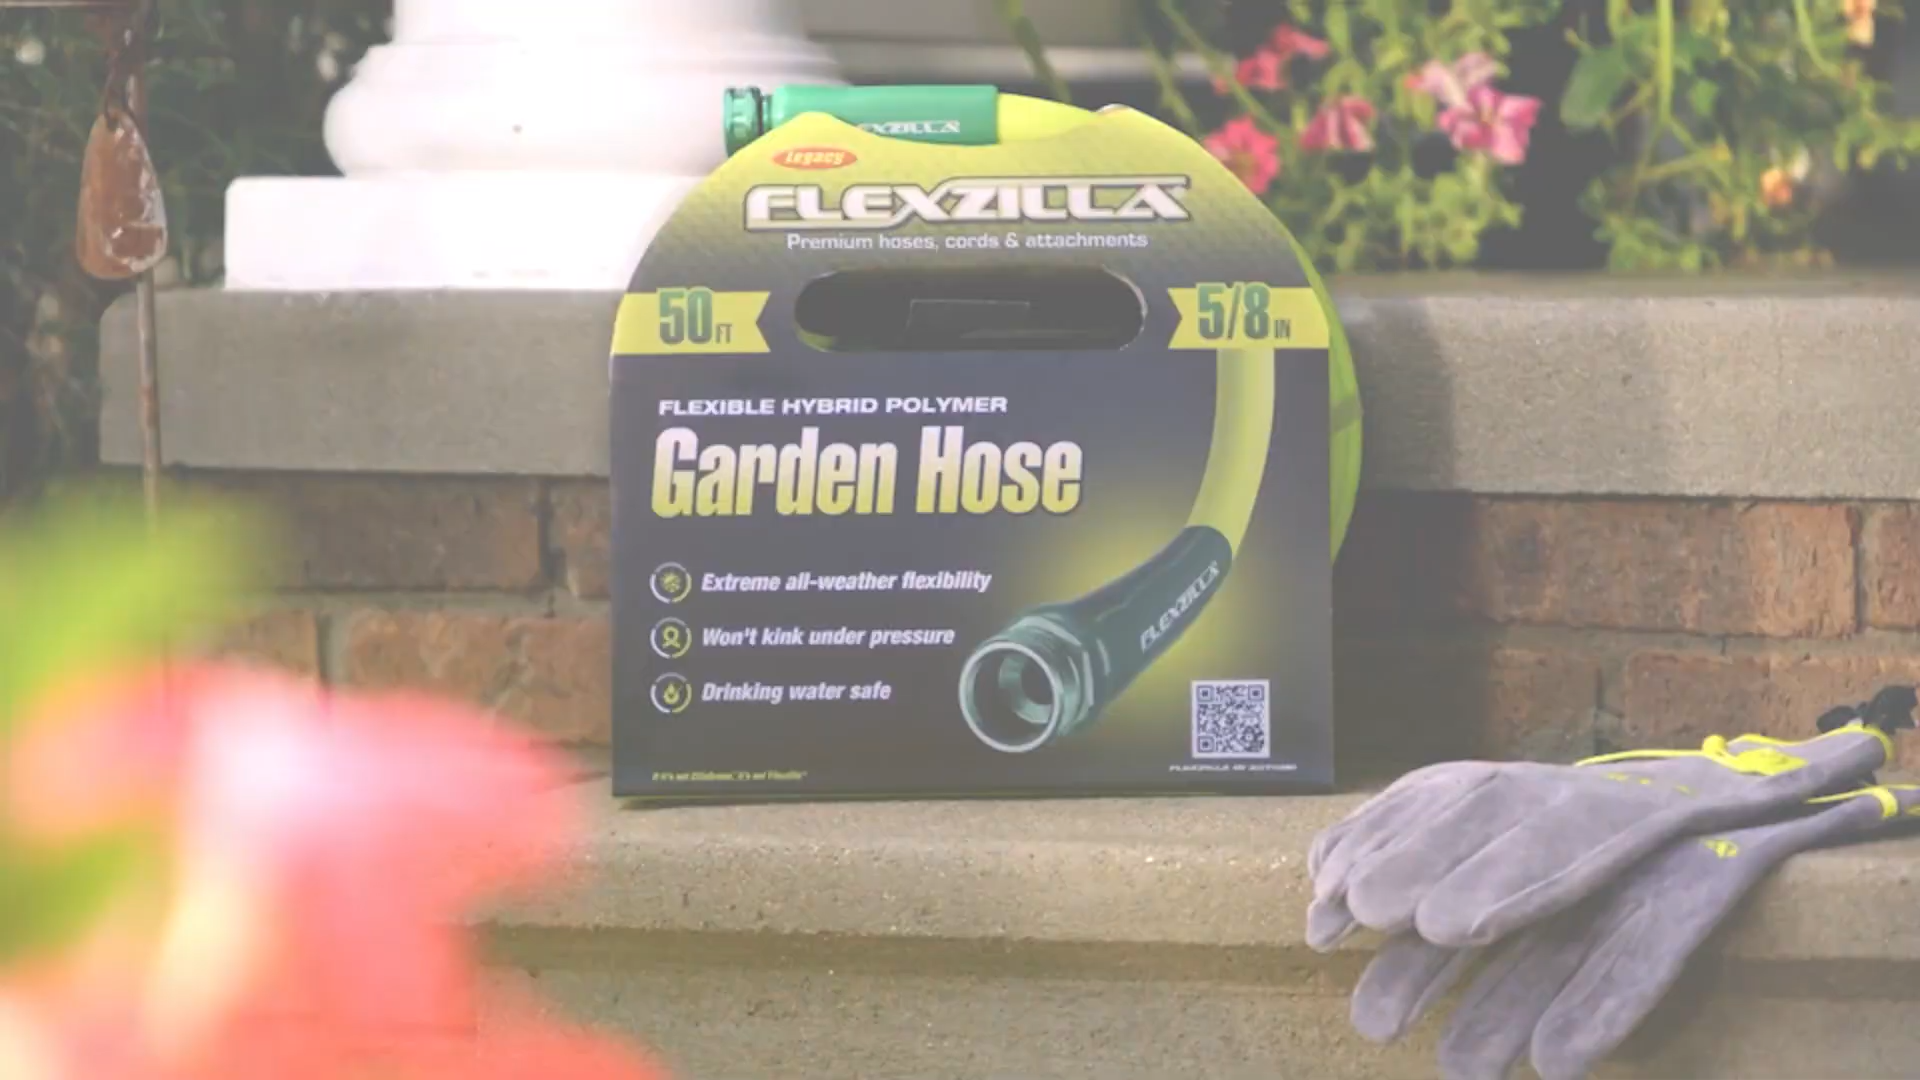 FLEXZILLA
Legacy
FLEXZILLA
Premium hoses, cords & attachments
50 FT
5/8 IN
FLEXIBLE HYBRID POLYMER
Garden Hose
Extreme all-weather flexibility
Won't kink under pressure
Drinking water safe
FLEXZILLA